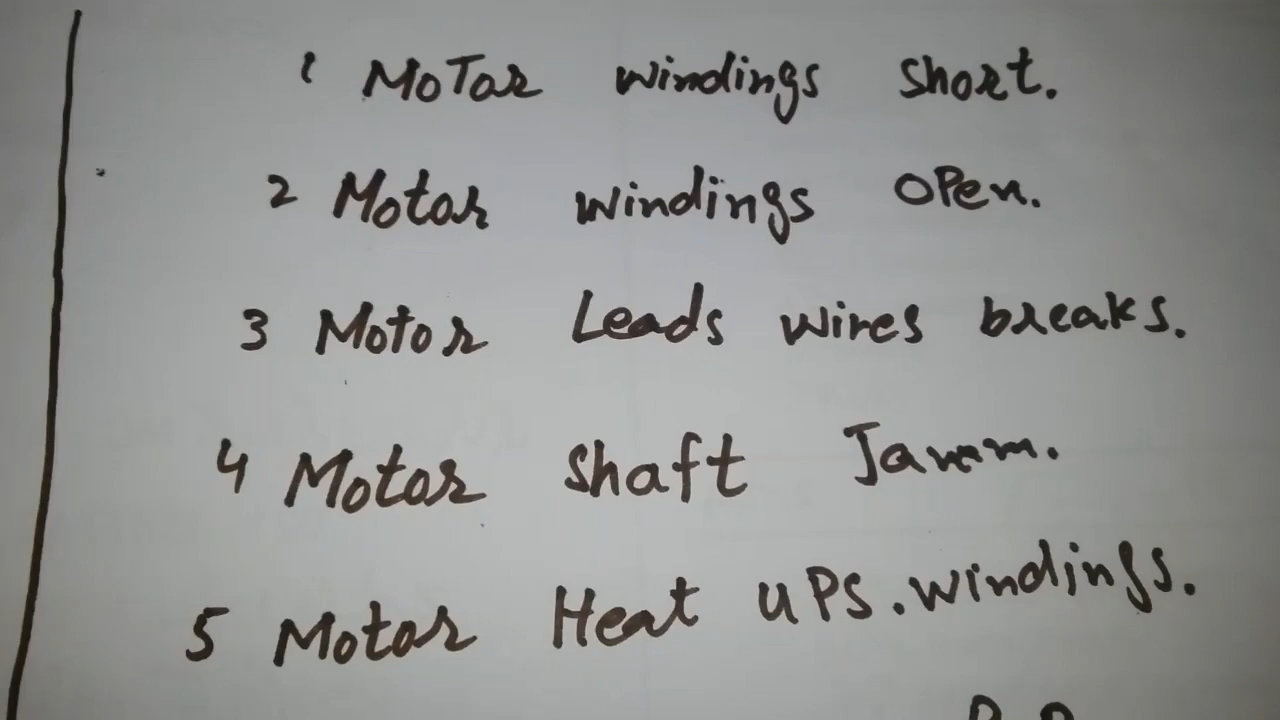 1 MoTor windings short.
2 Motor windings OPen.
3 Motor Leads wires breaks.
4 Motor shaft Jamm.
5 Motor Heat uPS. windings.